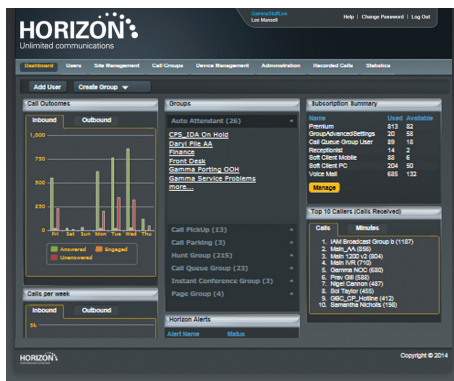 HORIZON
Unlimited communications
GammaStaffLive
Lee Mansell
Help | Change Password | Log Out
Dashboard Users Site Management Call Groups Device Management Administration Recorded Calls Statistics
Add User Create Group
Call Outcomes
Inbound Outbound
1,000
750
500
250
0
Fri Sat Sun Mon Tue Wed Thu
Answered Engaged
Unanswered
Calls per week
Inbound Outbound
5k
Groups
Auto Attendant (26)
CPS_IDA On Hold
Daryl Pile AA
Finance
Front Desk
Gamma Porting OOH
Gamma Service Problems
more...
Call PickUp (13)
Call Parking (3)
Hunt Group (215)
Call Queue Group (23)
Instant Conference Group (3)
Page Group (4)
Horizon Alerts
Alert Name Status
Subscription Summary
Name Used Available
Premium 813 82
GroupAdvancedSettings 20 58
Call Queue Group User 89 18
Receptionist 14 2
Soft Client Mobile 88 6
Soft Client PC 204 90
Voice Mail 685 132
Manage
Top 10 Callers (Calls Received)
Calls Minutes
1. IAM Broadcast Group b (1187)
2. Main_AA (856)
3. Main 1200 v2 (804)
4. Main IVR (710)
5. Gamma NOC (680)
6. Prav Gill (588)
7. Nigel Cannon (487)
8. Sol Taylor (455)
9. GBC_CP_Hotline (412)
10. Samantha Nicholls (198)
HORIZON
Copyright © 2014